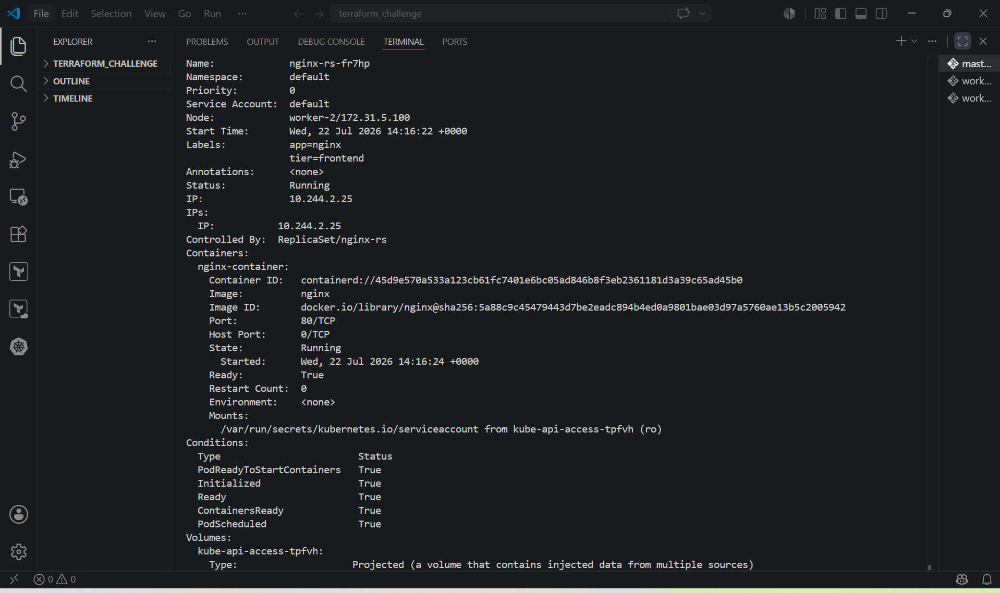 File Edit Selection View Go Run ··· terraform_challenge
EXPLORER ···
TERRAFORM_CHALLENGE
OUTLINE
TIMELINE
PROBLEMS OUTPUT DEBUG CONSOLE TERMINAL PORTS
Name: nginx-rs-fr7hp
Namespace: default
Priority: 0
Service Account: default
Node: worker-2/172.31.5.100
Start Time: Wed, 22 Jul 2026 14:16:22 +0000
Labels: app=nginx
tier=frontend
Annotations: <none>
Status: Running
IP: 10.244.2.25
IPs:
IP: 10.244.2.25
Controlled By: ReplicaSet/nginx-rs
Containers:
nginx-container:
Container ID: containerd://45d9e570a533a123cb61fc7401e6bc05ad846b8f3eb2361181d3a39c65ad45b0
Image: nginx
Image ID: docker.io/library/nginx@sha256:5a88c9c45479443d7be2eadc894b4ed0a9801bae03d97a5760ae13b5c2005942
Port: 80/TCP
Host Port: 0/TCP
State: Running
Started: Wed, 22 Jul 2026 14:16:24 +0000
Ready: True
Restart Count: 0
Environment: <none>
Mounts:
/var/run/secrets/kubernetes.io/serviceaccount from kube-api-access-tpfvh (ro)
Conditions:
Type Status
PodReadyToStartContainers True
Initialized True
Ready True
ContainersReady True
PodScheduled True
Volumes:
kube-api-access-tpfvh:
Type: Projected (a volume that contains injected data from multiple sources)
mast...
work...
work...
0 0